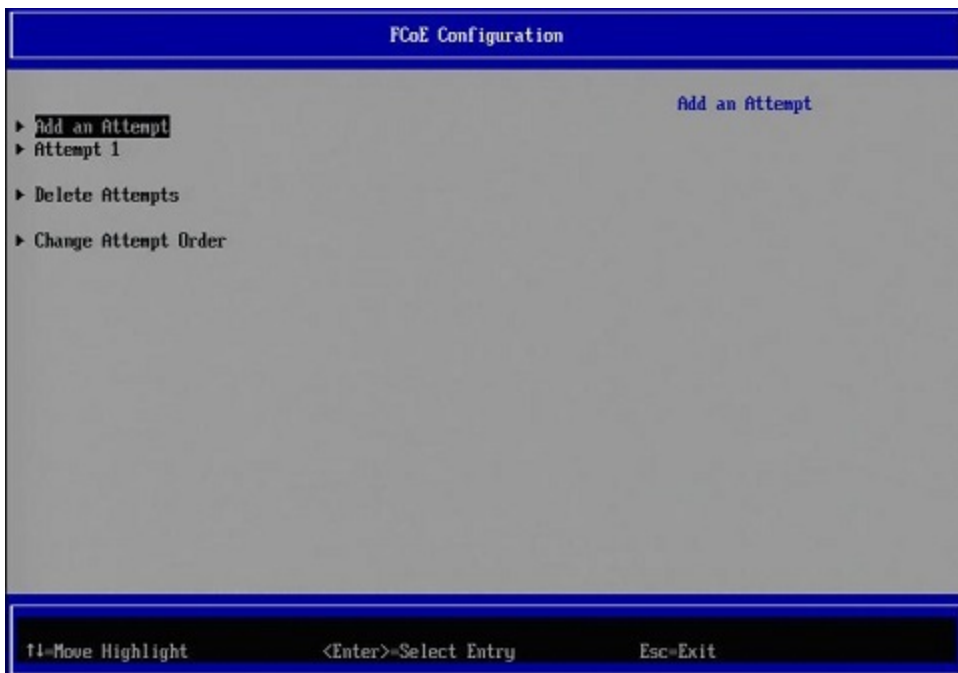 FCoE Configuration
Add an Attempt
▶ Add an Attempt
▶ Attempt 1
▶ Delete Attempts
▶ Change Attempt Order
↑↓=Move Highlight <Enter>=Select Entry Esc=Exit